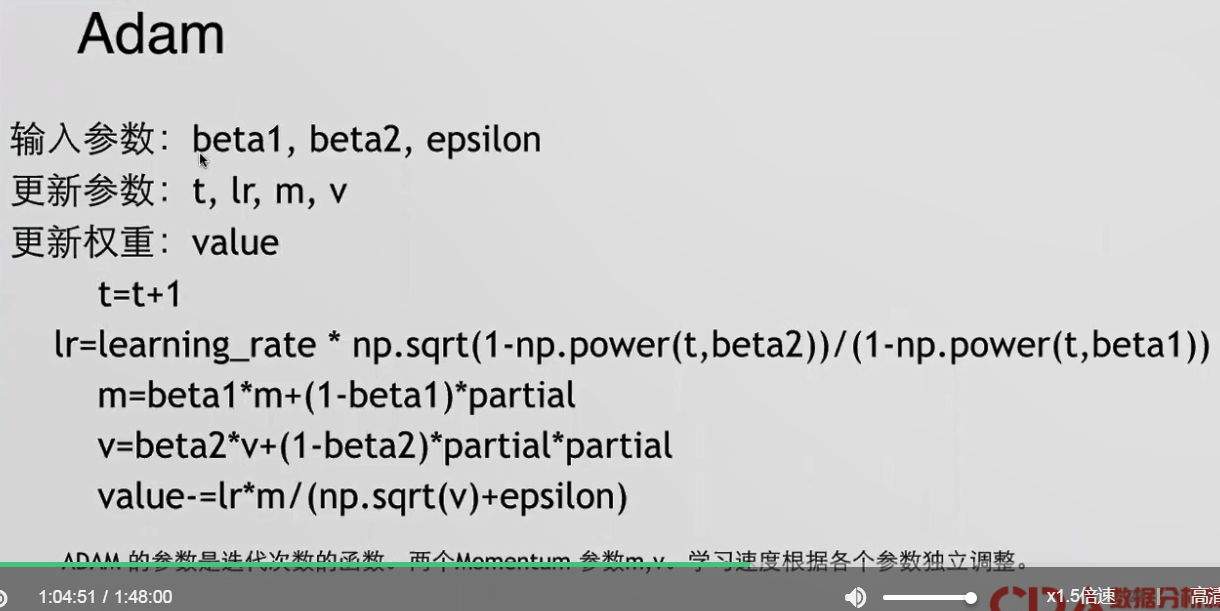 Adam
输入参数：beta1, beta2, epsilon
更新参数：t, lr, m, v
更新权重：value
t=t+1
lr=learning_rate * np.sqrt(1-np.power(t,beta2))/(1-np.power(t,beta1))
m=beta1*m+(1-beta1)*partial
v=beta2*v+(1-beta2)*partial*partial
value-=lr*m/(np.sqrt(v)+epsilon)
ADAM 的参数是迭代次数的函数。两个Momentum 参数m,v。学习速度根据各个参数独立调整。
1:04:51 / 1:48:00 x1.5倍速 高清
CDA数据分析